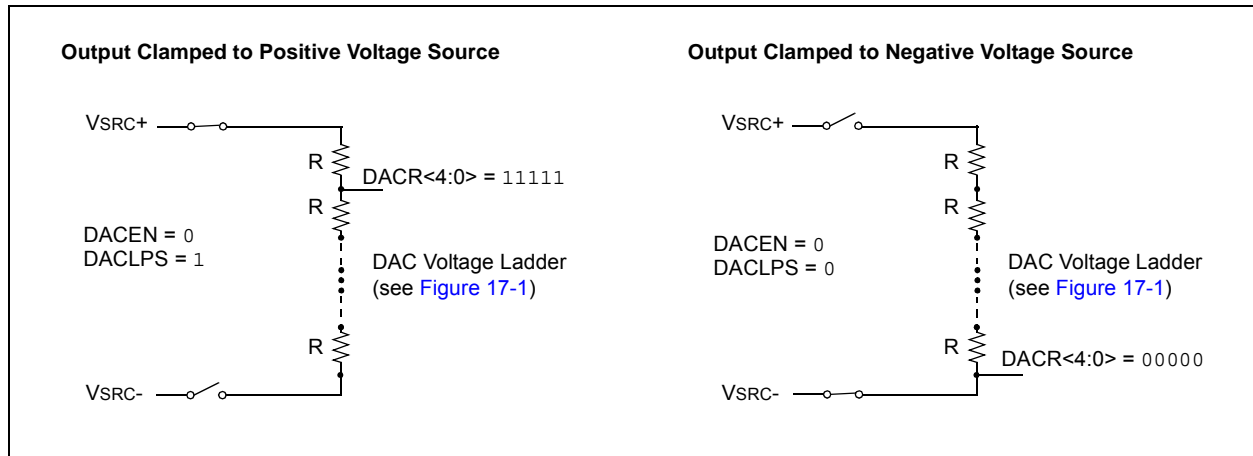 Output Clamped to Positive Voltage Source
VSRC+
R
DACR<4:0> = 11111
R
DACEN = 0
DACLPS = 1
DAC Voltage Ladder
(see Figure 17-1)
R
VSRC-
Output Clamped to Negative Voltage Source
VSRC+
R
R
DACEN = 0
DACLPS = 0
DAC Voltage Ladder
(see Figure 17-1)
R
DACR<4:0> = 00000
VSRC-